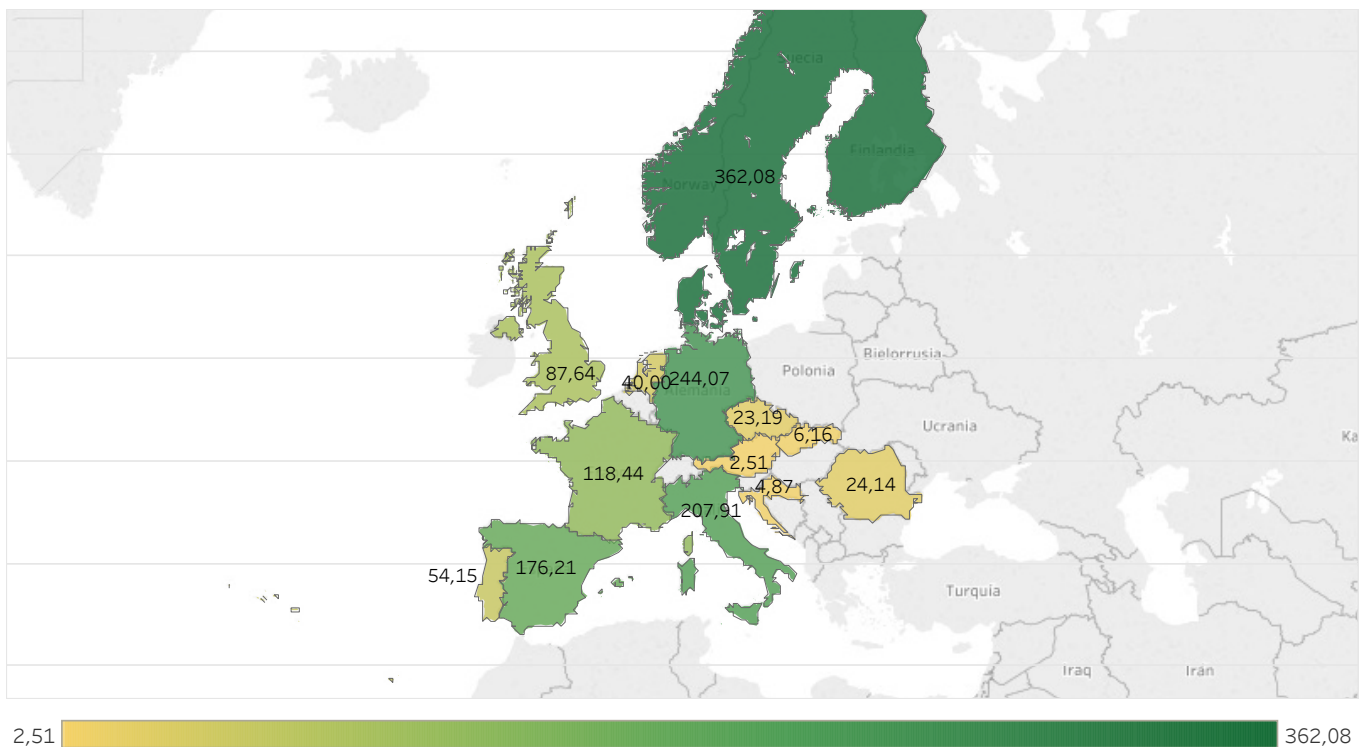 Suecia
Finlandia
Norway
362,08
87,64
40,00
244,07
Alemania
Polonia
Bielorrusia
23,19
6,16
Ucrania
Ka
2,51
118,44
4,87
24,14
207,91
54,15
176,21
Turquía
Iraq
Irán
2,51
362,08